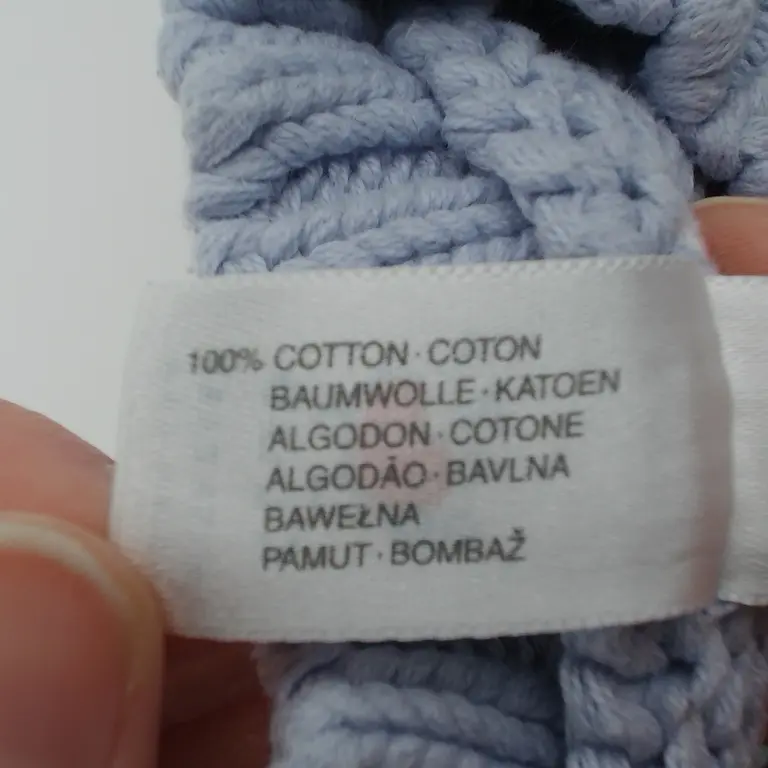 100% COTTON · COTON
BAUMWOLLE · KATOEN
ALGODON · COTONE
ALGODÃO · BAVLNA
BAWEŁNA
PAMUT · BOMBAŽ